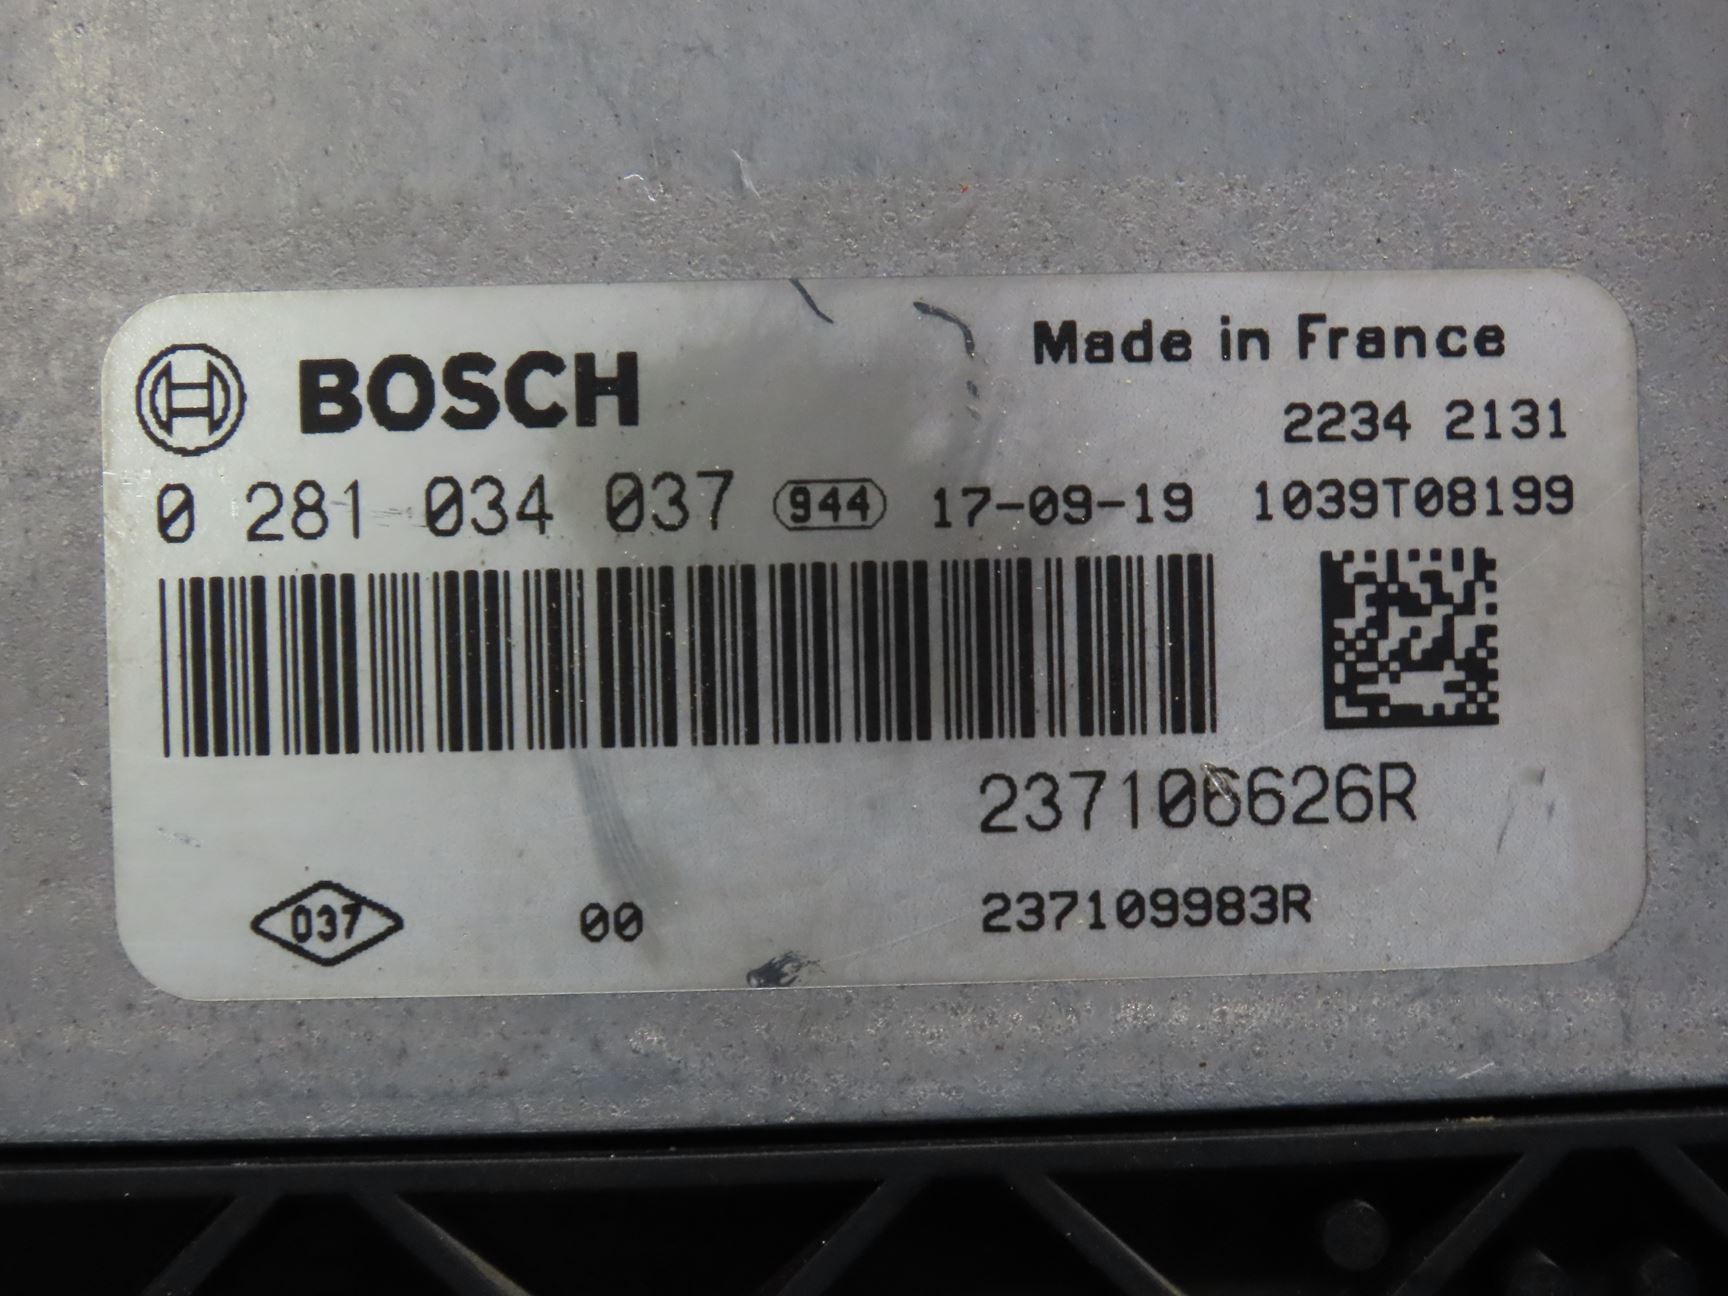 BOSCH
Made in France
2234 2131
0 281 034 037 944 17-09-19 1039T08199
237106626R
037 00 237109983R